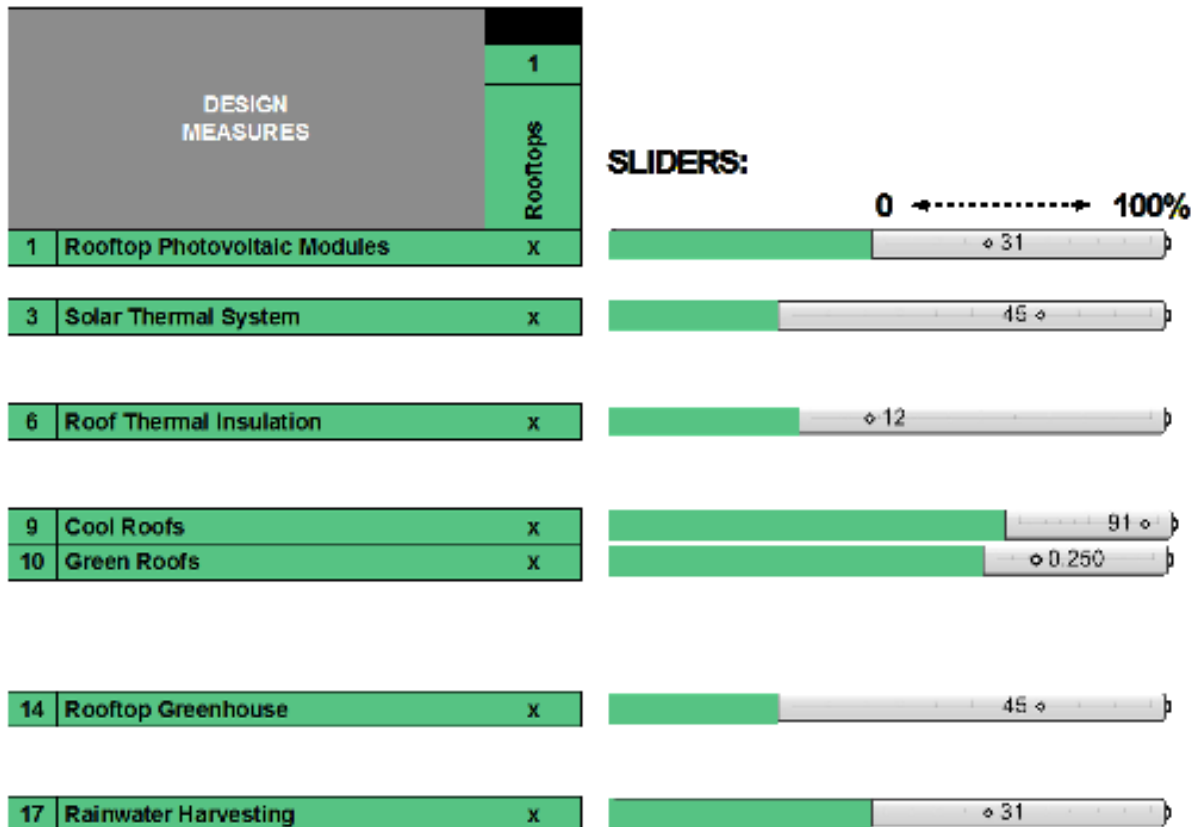 DESIGN
MEASURES
1
Rooftops
SLIDERS:
0 100%
1 Rooftop Photovoltaic Modules x 31
3 Solar Thermal System x 45
6 Roof Thermal Insulation x 12
9 Cool Roofs x 91
10 Green Roofs x 0.250
14 Rooftop Greenhouse x 45
17 Rainwater Harvesting x 31